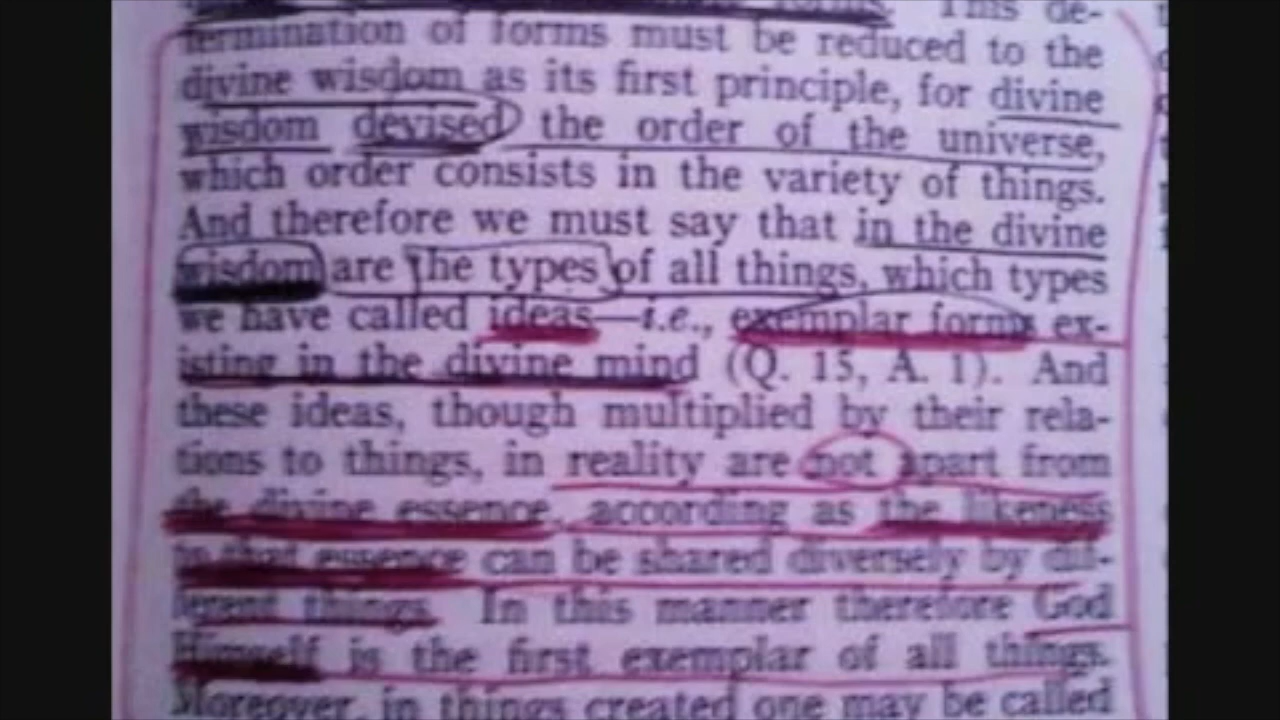 forms. This de-
termination of forms must be reduced to the
divine wisdom as its first principle, for divine
wisdom devised the order of the universe,
which order consists in the variety of things.
And therefore we must say that in the divine
wisdom are the types of all things, which types
we have called ideas—i.e., exemplar forms ex-
isting in the divine mind (Q. 15, A. 1). And
these ideas, though multiplied by their rela-
tions to things, in reality are not apart from
the divine essence, according as the likeness
to that essence can be shared diversely by dif-
ferent things. In this manner therefore God
Himself is the first exemplar of all things.
Moreover, in things created one may be called